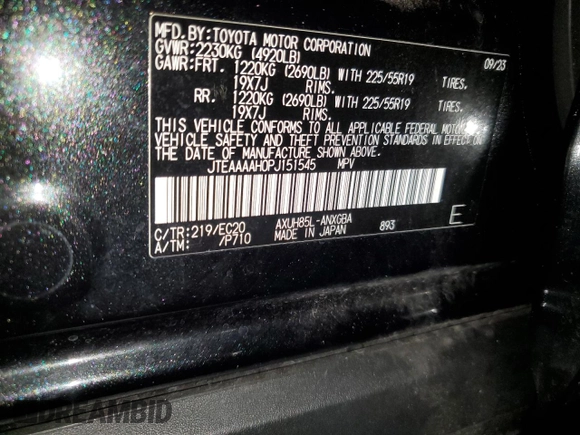 MFD.BY:TOYOTA MOTOR CORPORATION 09/23
GVWR:2230KG (4920LB)
GAWR:FRT. 1220KG (2690LB) WITH 225/55R19 TIRES.
19X7J RIMS.
RR. 1220KG (2690LB) WITH 225/55R19 TIRES.
19X7J RIMS.
THIS VEHICLE CONFORMS TO ALL APPLICABLE FEDERAL MOTOR
VEHICLE SAFETY AND THEFT PREVENTION STANDARDS IN EFFECT ON
THE DATE OF MANUFACTURE SHOWN ABOVE.
JTEAAAAH0PJ151545 MPV
C/TR:219/EC20 AXUH85L-ANXGBA 893 E
A/TM: /P710 MADE IN JAPAN
DREAMBID